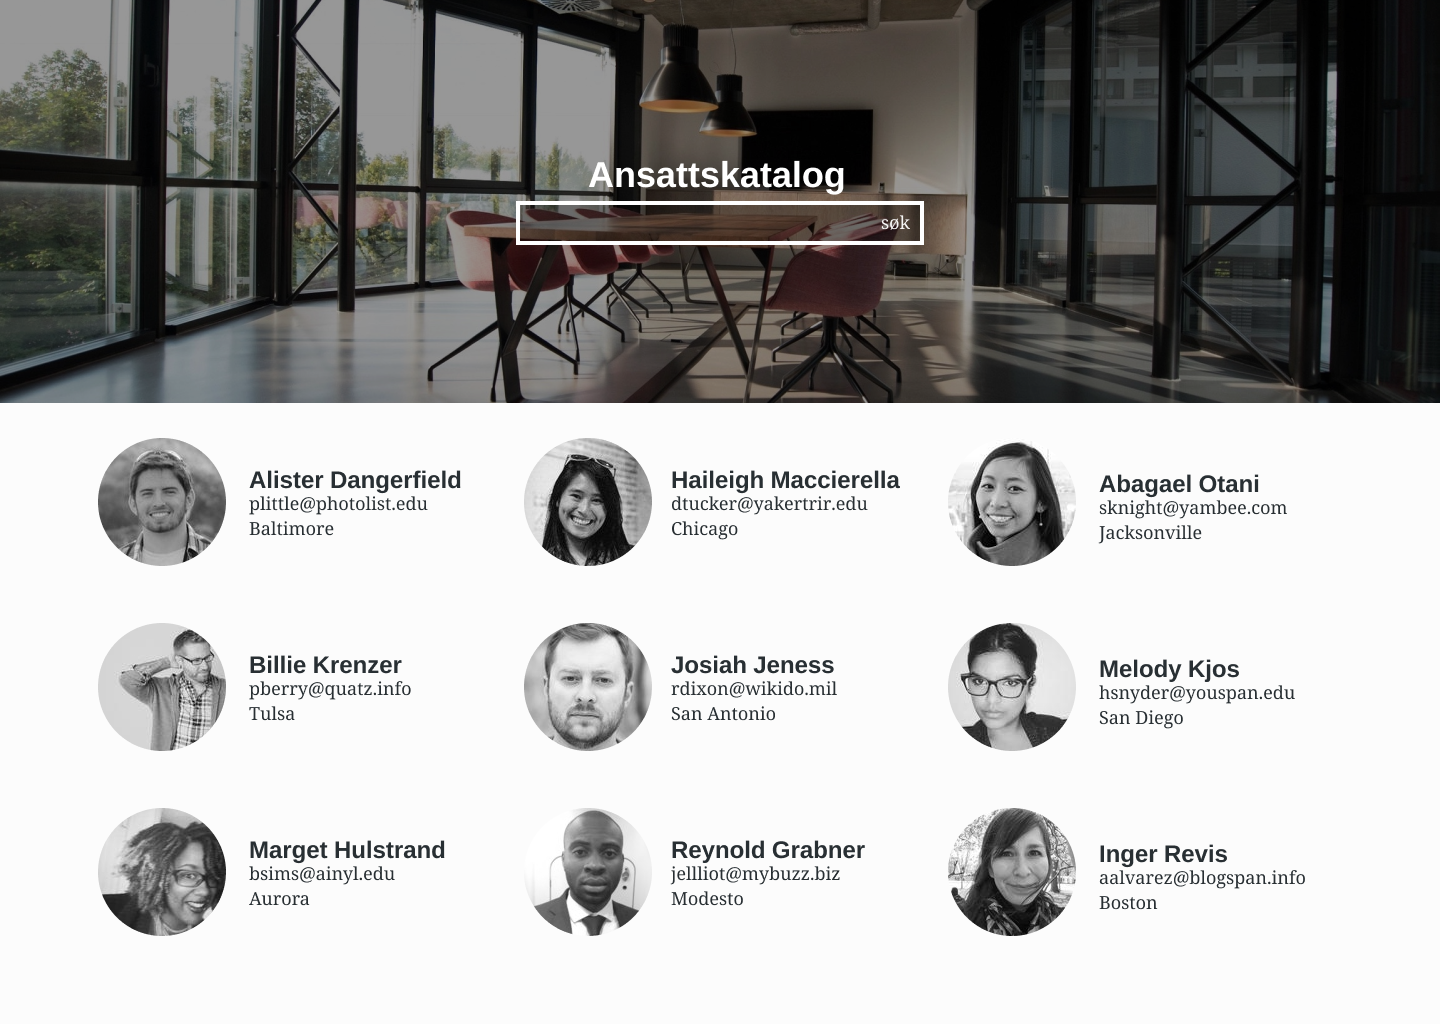 Ansattskatalog
søk
Alister Dangerfield
plittle@photolist.edu
Baltimore
Haileigh Maccierella
dtucker@yakertrir.edu
Chicago
Abagael Otani
sknight@yambee.com
Jacksonville
Billie Krenzer
pberry@quatz.info
Tulsa
Josiah Jeness
rdixon@wikido.mil
San Antonio
Melody Kjos
hsnyder@youspan.edu
San Diego
Marget Hulstrand
bsims@ainyl.edu
Aurora
Reynold Grabner
jellliot@mybuzz.biz
Modesto
Inger Revis
aalvarez@blogspan.info
Boston